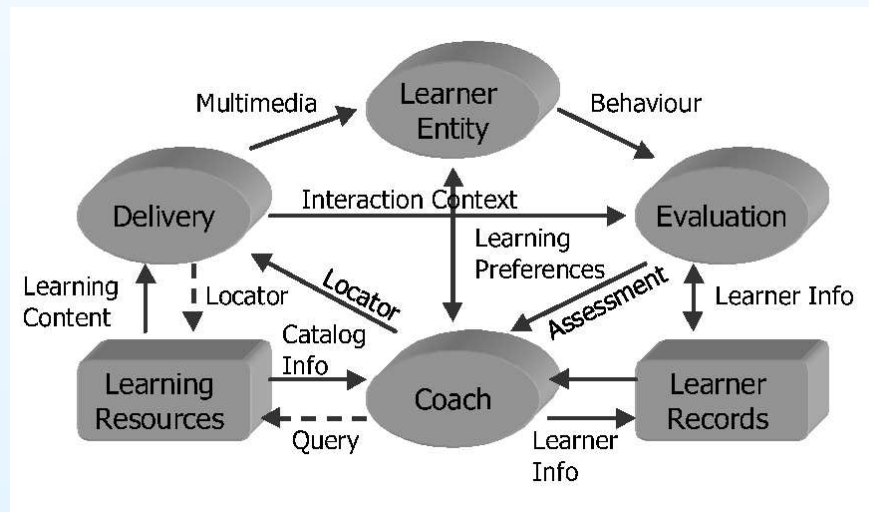 Learner
Entity
Multimedia
Behaviour
Delivery
Interaction Context
Evaluation
Learning
Preferences
Learning
Content
Locator
Locator
Assessment
Learner Info
Catalog
Info
Learning
Resources
Coach
Learner
Records
Query
Learner
Info